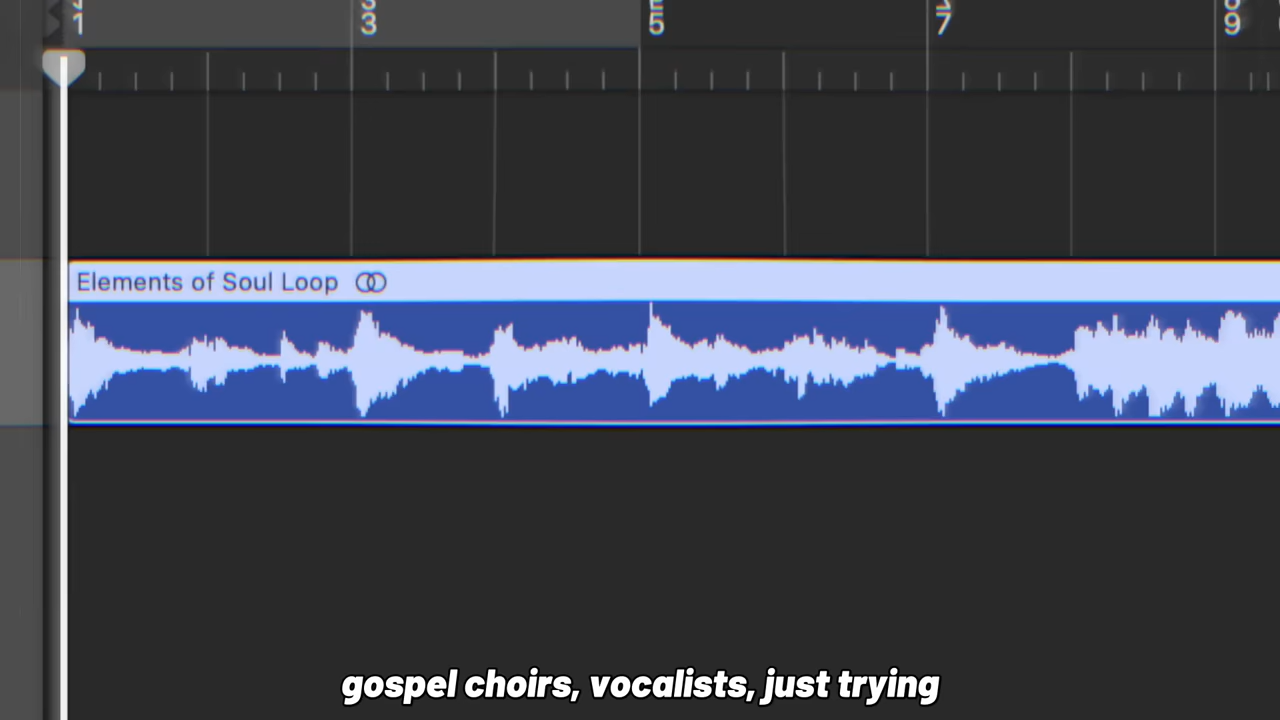 1 3 5 7 9
Elements of Soul Loop
gospel choirs, vocalists, just trying